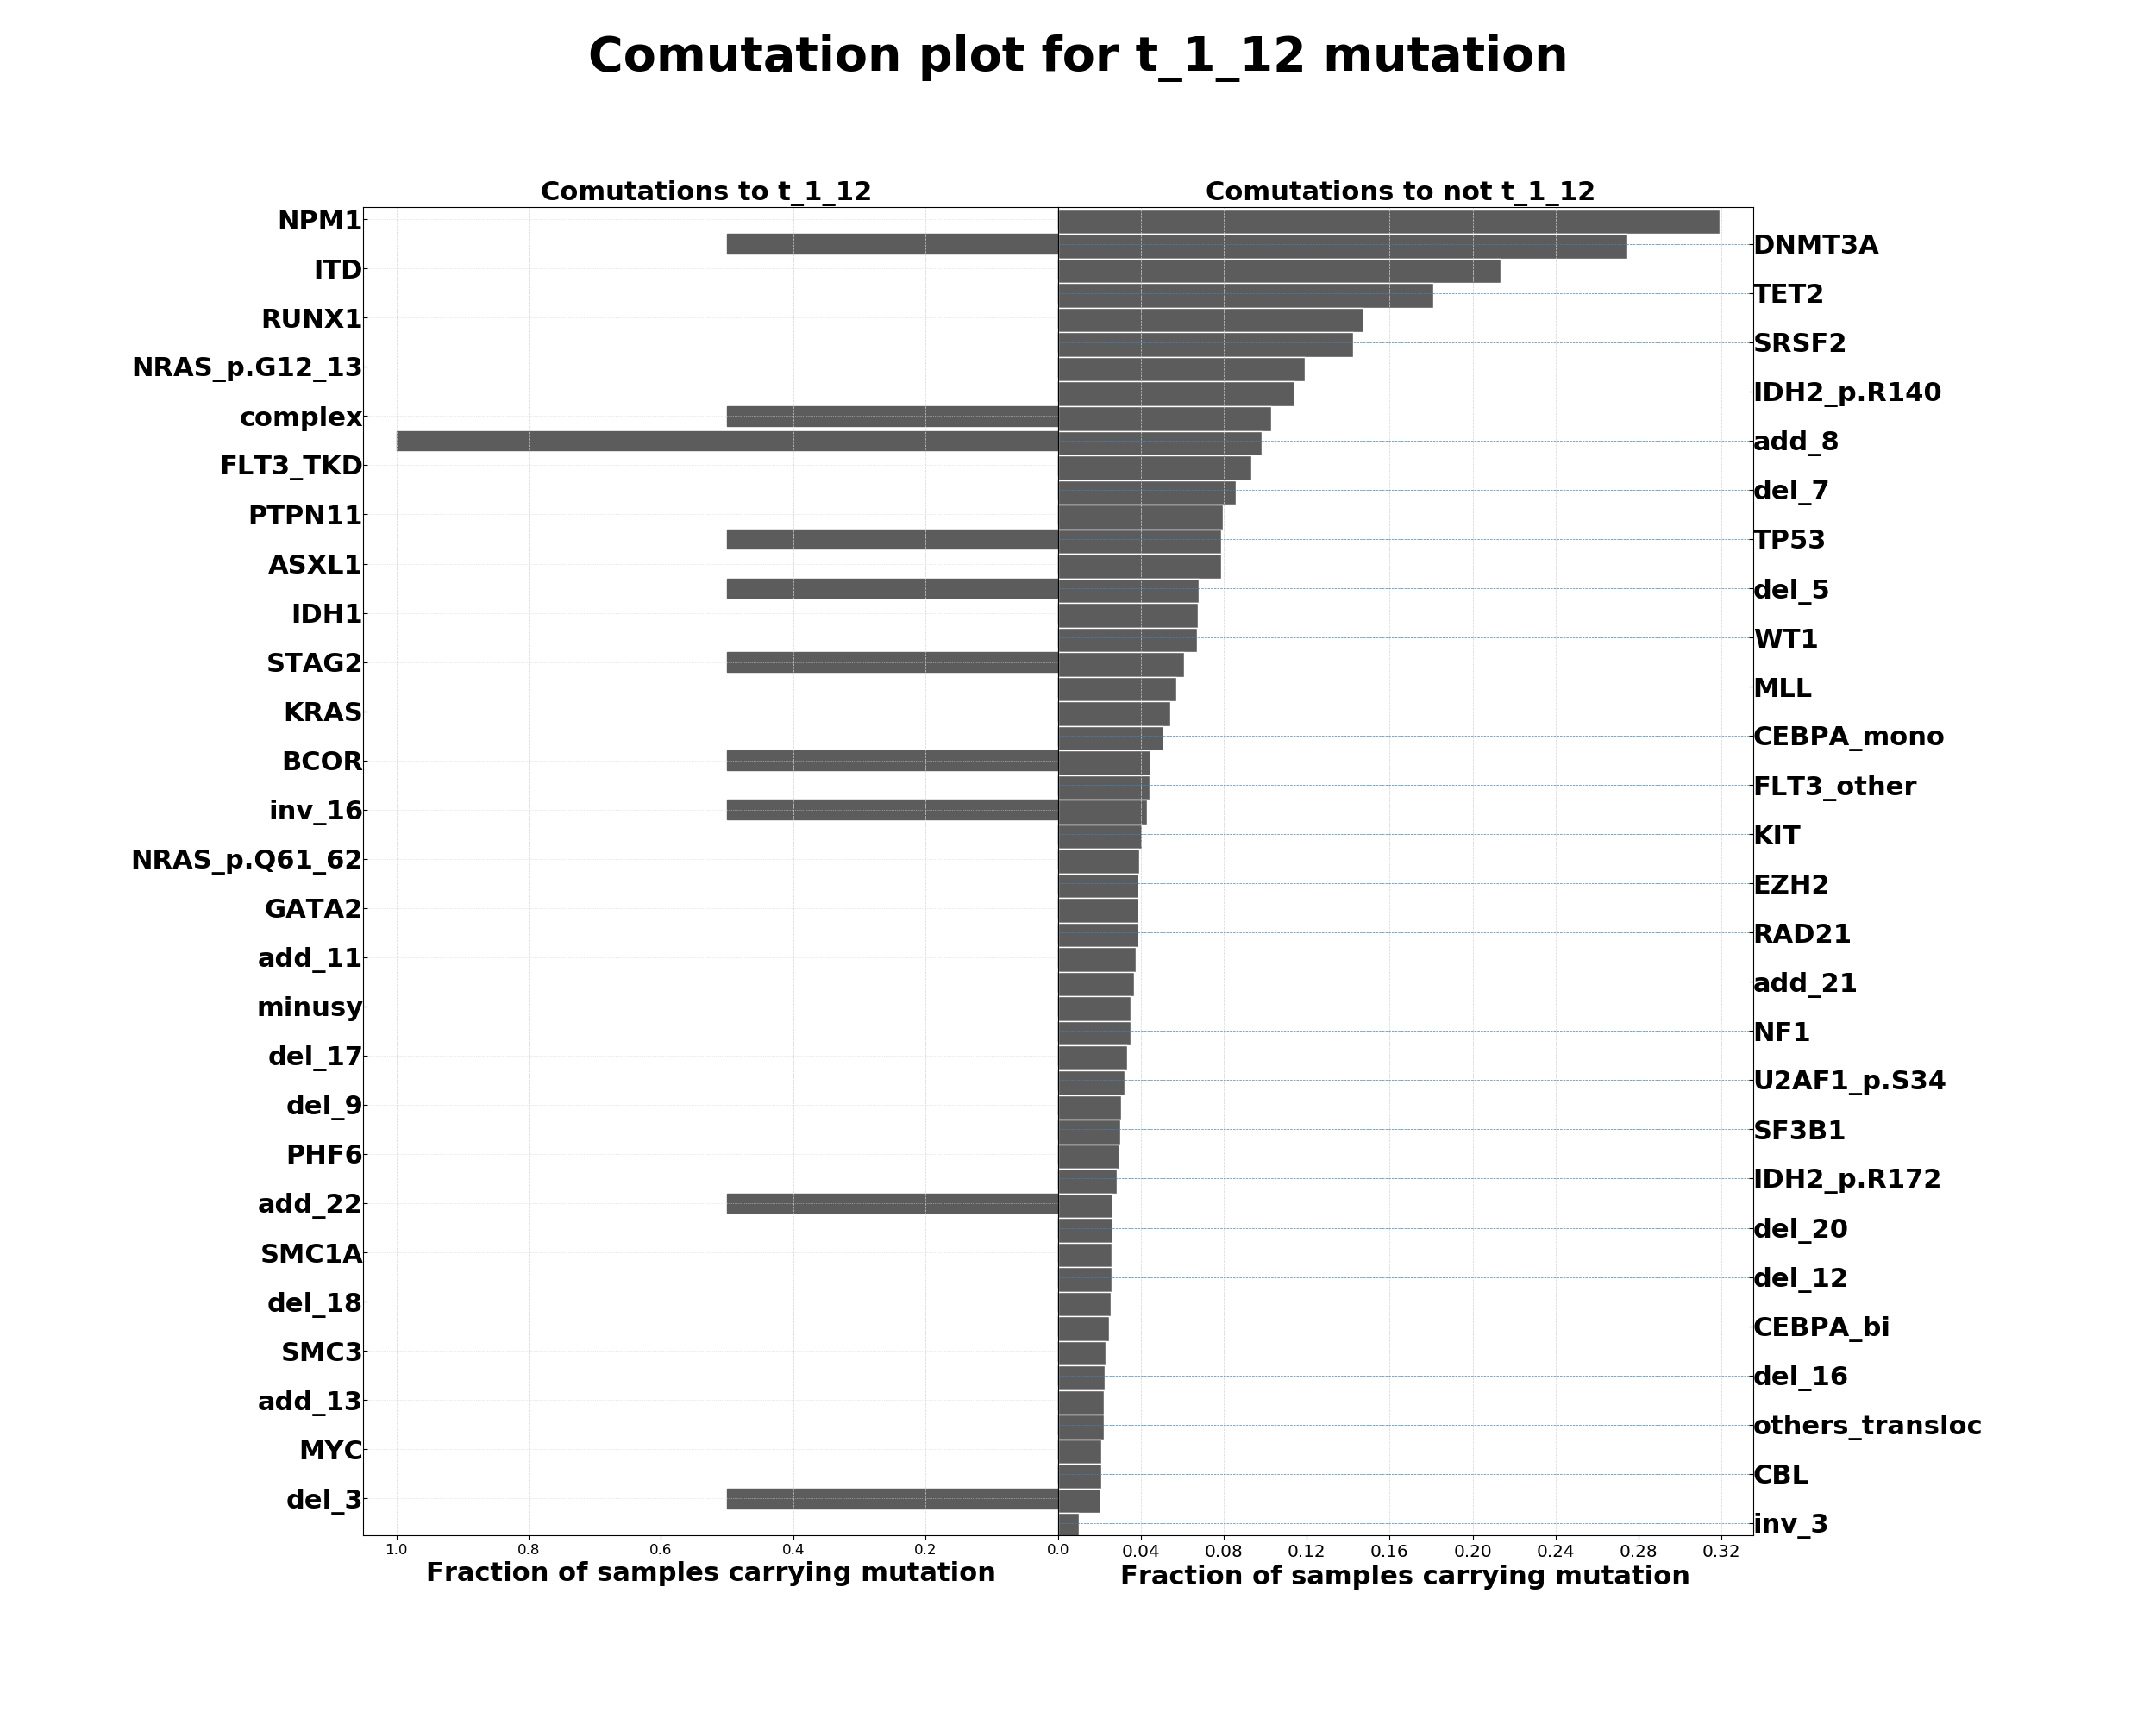 Comutation plot for t_1_12 mutation
Comutations to t_1_12
Comutations to not t_1_12
NPM1
DNMT3A
ITD
TET2
RUNX1
SRSF2
NRAS_p.G12_13
IDH2_p.R140
complex
add_8
FLT3_TKD
del_7
PTPN11
TP53
ASXL1
del_5
IDH1
WT1
STAG2
MLL
KRAS
CEBPA_mono
BCOR
FLT3_other
inv_16
KIT
NRAS_p.Q61_62
EZH2
GATA2
RAD21
add_11
add_21
minusy
NF1
del_17
U2AF1_p.S34
del_9
SF3B1
PHF6
IDH2_p.R172
add_22
del_20
SMC1A
del_12
del_18
CEBPA_bi
SMC3
del_16
add_13
others_transloc
MYC
CBL
del_3
inv_3
1.0 0.8 0.6 0.4 0.2 0.0 0.04 0.08 0.12 0.16 0.20 0.24 0.28 0.32
Fraction of samples carrying mutation
Fraction of samples carrying mutation